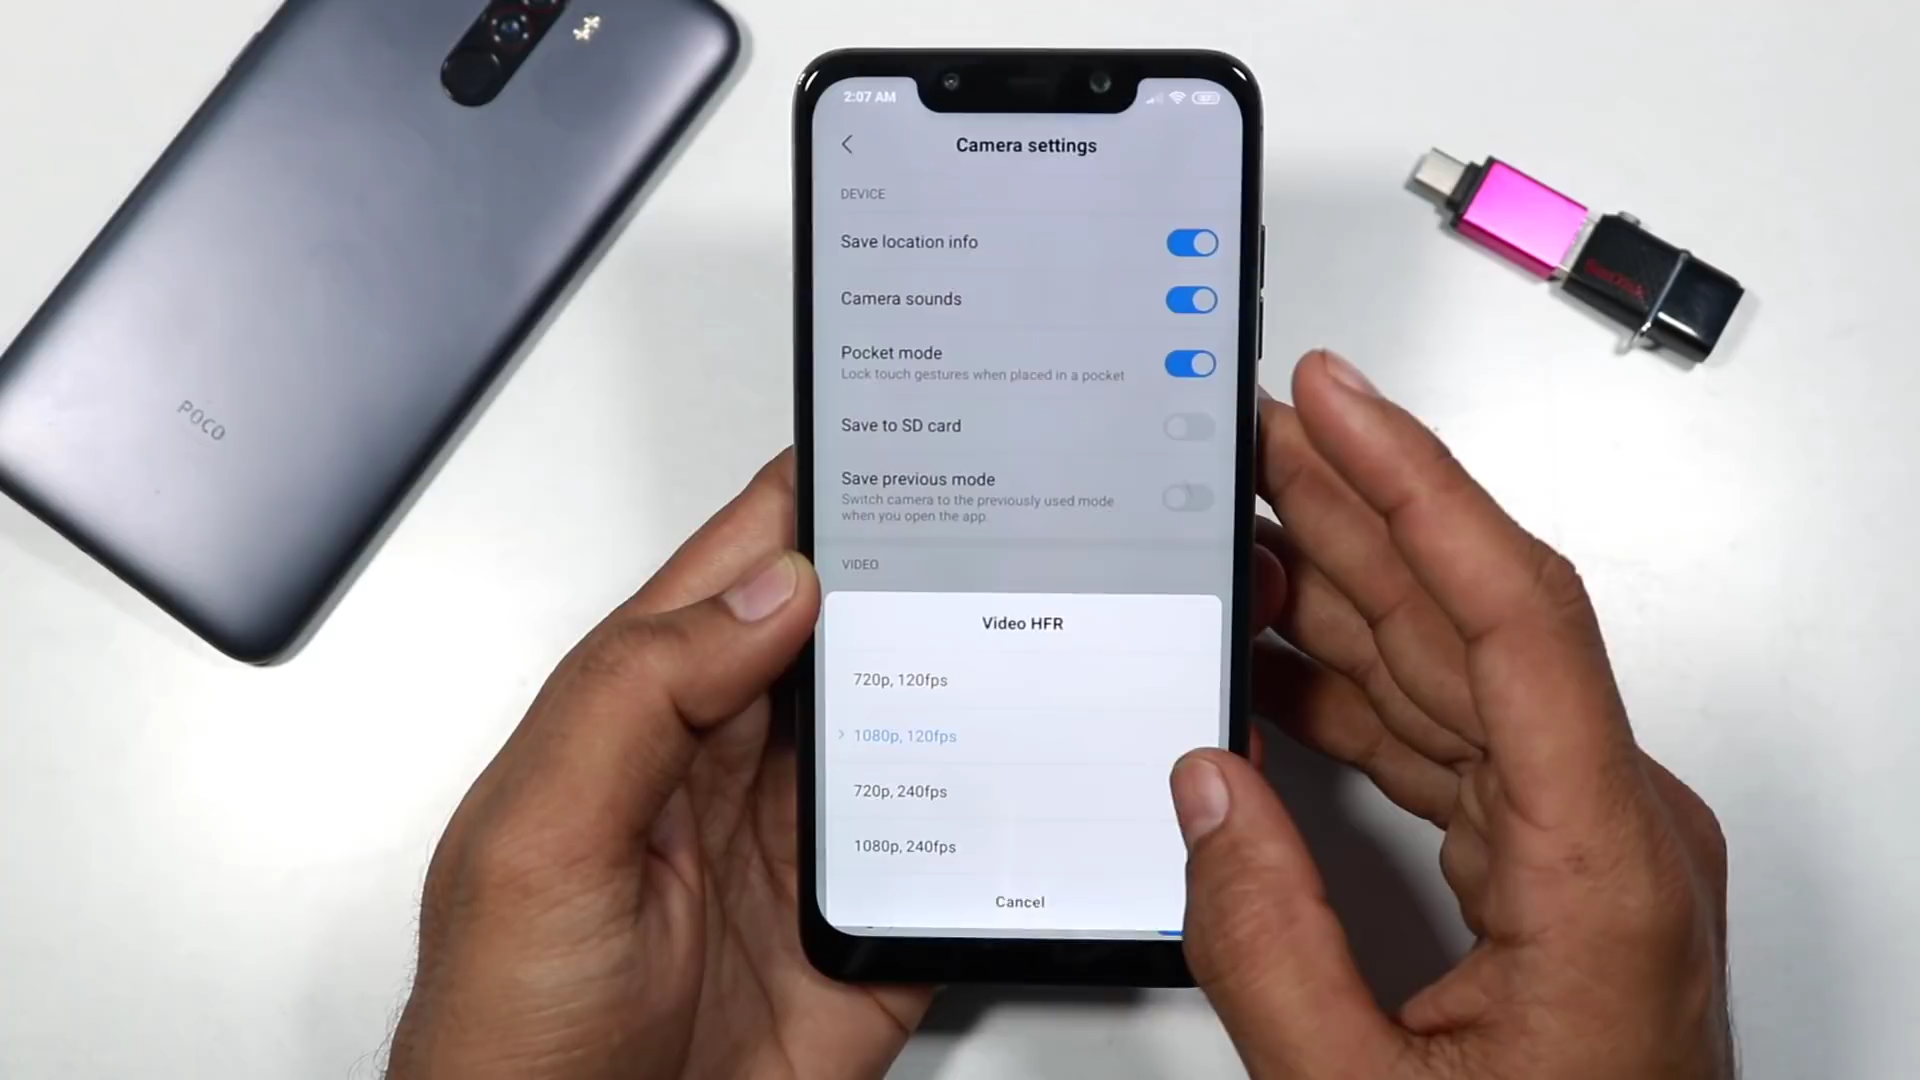 POCO
2:07 AM
Camera settings
DEVICE
Save location info
Camera sounds
Pocket mode
Lock touch gestures when placed in a pocket
Save to SD card
Save previous mode
Switch camera to the previously used mode
when you open the app
VIDEO
Video HFR
720p, 120fps
1080p, 120fps
720p, 240fps
1080p, 240fps
Cancel
SanDisk